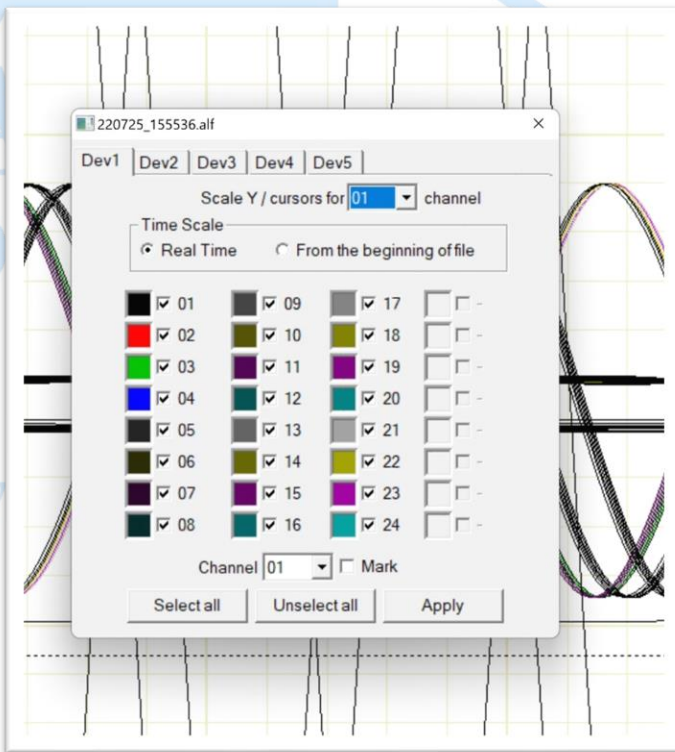 220725_155536.alf
Dev1 Dev2 Dev3 Dev4 Dev5
Scale Y / cursors for 01 channel
Time Scale
Real Time From the beginning of file
01 09 17 -
02 10 18 -
03 11 19 -
04 12 20 -
05 13 21 -
06 14 22 -
07 15 23 -
08 16 24 -
Channel 01 Mark
Select all Unselect all Apply